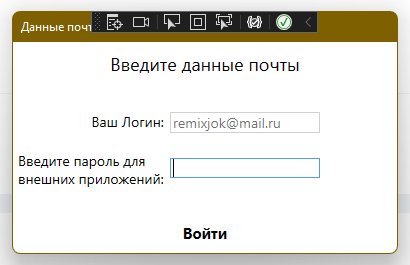 Данные почт
Введите данные почты
Ваш Логин:
remixjok@mail.ru
Введите пароль для
внешних приложений:
Войти